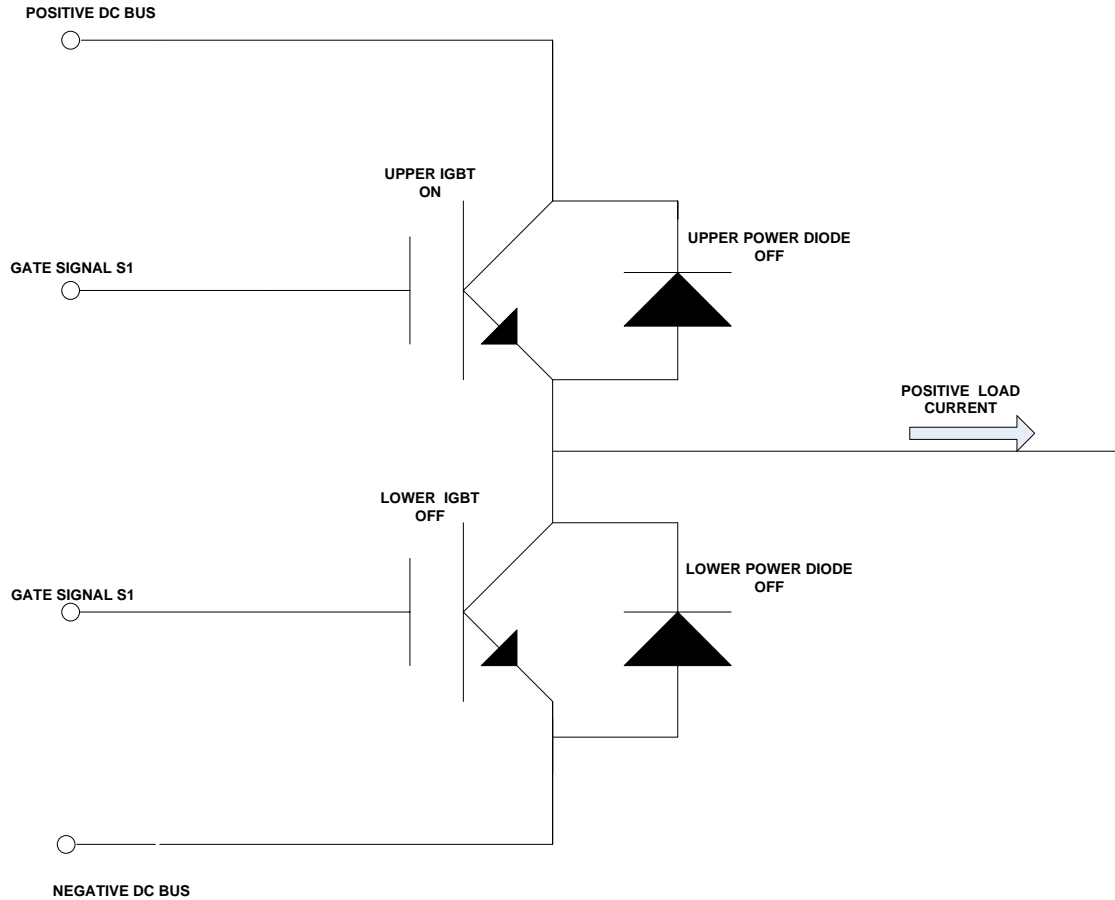 POSITIVE DC BUS
UPPER IGBT
ON
UPPER POWER DIODE
OFF
GATE SIGNAL S1
POSITIVE LOAD
CURRENT
LOWER IGBT
OFF
LOWER POWER DIODE
OFF
GATE SIGNAL S1
NEGATIVE DC BUS